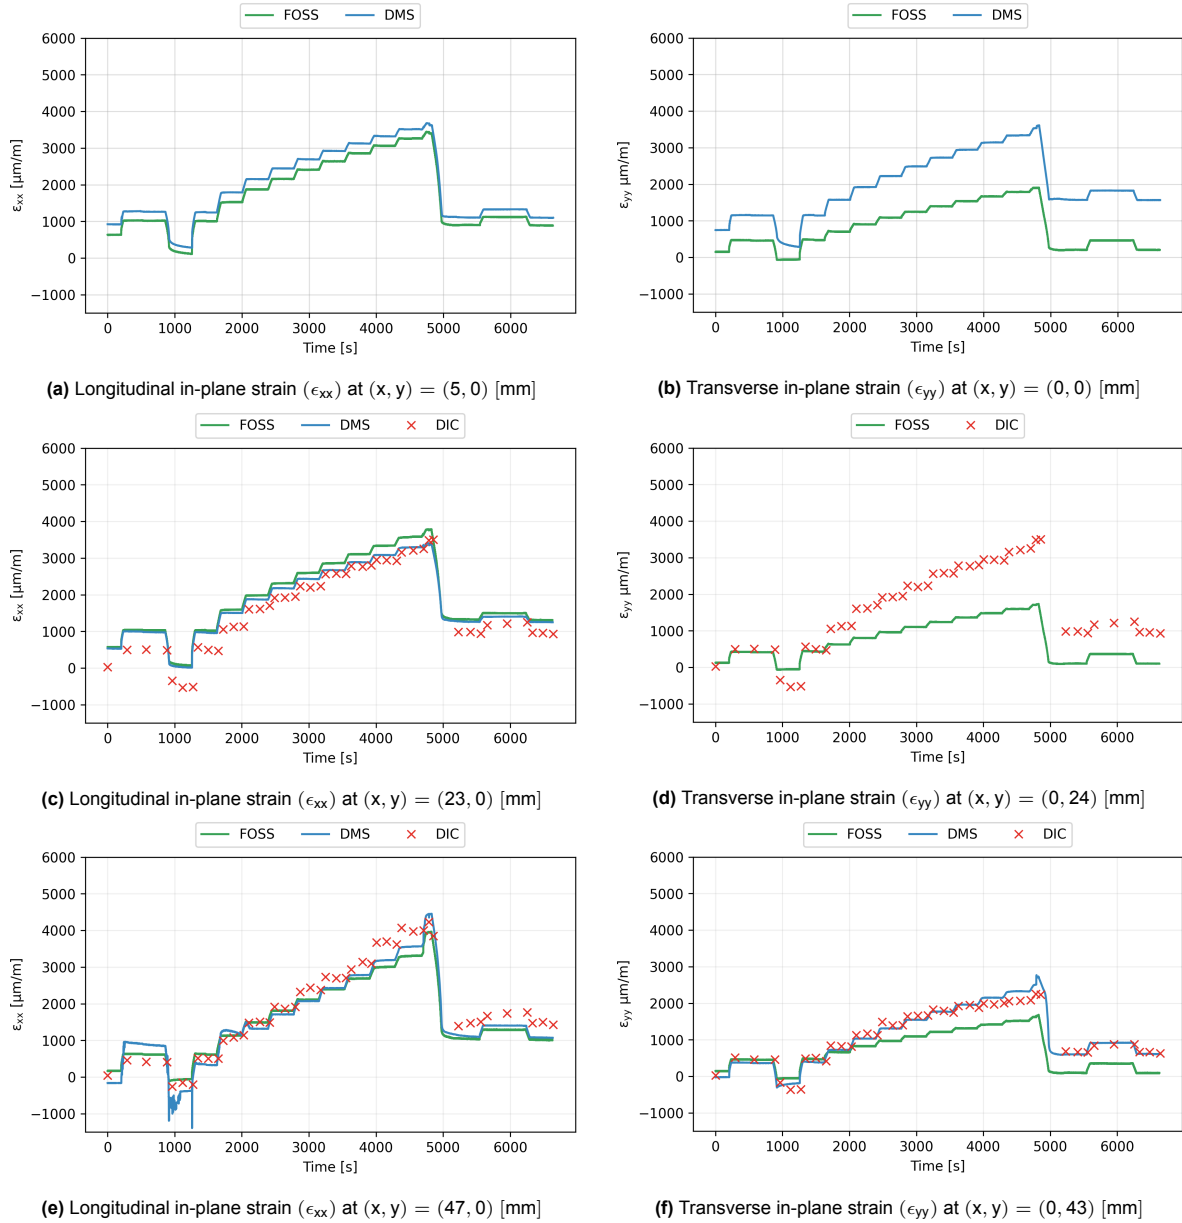 FOSS DMS
6000
5000
4000
3000
2000
1000
0
−1000
εxx [µm/m]
0 1000 2000 3000 4000 5000 6000
Time [s]
(a) Longitudinal in-plane strain (ϵxx) at (x, y) = (5, 0) [mm]
FOSS DMS
6000
5000
4000
3000
2000
1000
0
−1000
εyy µm/m]
0 1000 2000 3000 4000 5000 6000
Time [s]
(b) Transverse in-plane strain (ϵyy) at (x, y) = (0, 0) [mm]
FOSS DMS DIC
6000
5000
4000
3000
2000
1000
0
−1000
εxx [µm/m]
0 1000 2000 3000 4000 5000 6000
Time [s]
(c) Longitudinal in-plane strain (ϵxx) at (x, y) = (23, 0) [mm]
FOSS DIC
6000
5000
4000
3000
2000
1000
0
−1000
εyy µm/m]
0 1000 2000 3000 4000 5000 6000
Time [s]
(d) Transverse in-plane strain (ϵyy) at (x, y) = (0, 24) [mm]
FOSS DMS DIC
6000
5000
4000
3000
2000
1000
0
−1000
εxx [µm/m]
0 1000 2000 3000 4000 5000 6000
Time [s]
(e) Longitudinal in-plane strain (ϵxx) at (x, y) = (47, 0) [mm]
FOSS DMS DIC
6000
5000
4000
3000
2000
1000
0
−1000
εyy µm/m]
0 1000 2000 3000 4000 5000 6000
Time [s]
(f) Transverse in-plane strain (ϵyy) at (x, y) = (0, 43) [mm]